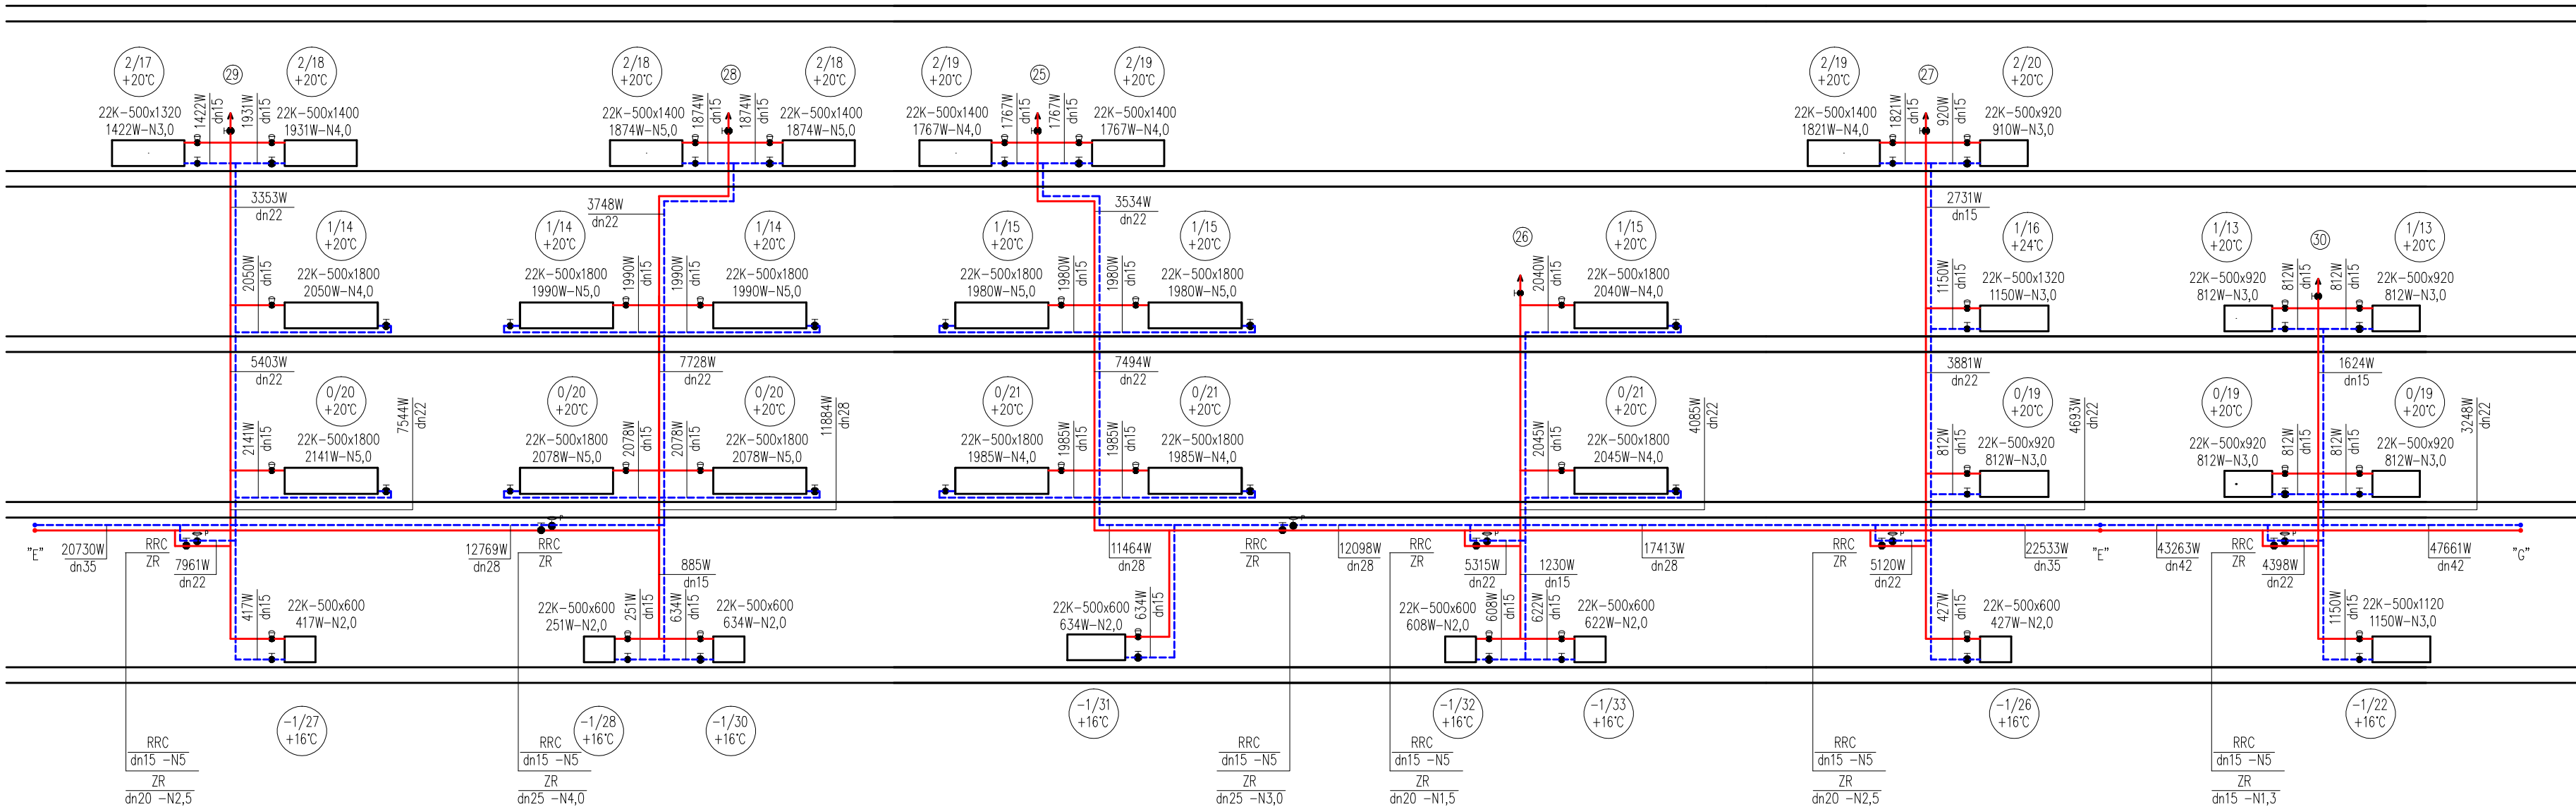 2/17
+20°C
29
2/18
+20°C
2/18
+20°C
28
2/18
+20°C
2/19
+20°C
25
2/19
+20°C
2/19
+20°C
27
2/20
+20°C
22K-500x1320
1422W-N3,0
1422W
dn15
1931W
dn15
22K-500x1400
1931W-N4,0
22K-500x1400
1874W-N5,0
1874W
dn15
1874W
dn15
22K-500x1400
1874W-N5,0
22K-500x1400
1767W-N4,0
1767W
dn15
1767W
dn15
22K-500x1400
1767W-N4,0
22K-500x1400
1821W-N4,0
1821W
dn15
920W
dn15
22K-500x920
910W-N3,0
3353W
dn22
3748W
dn22
3534W
dn22
2731W
dn15
1/14
+20°C
1/14
+20°C
1/14
+20°C
1/15
+20°C
1/15
+20°C
26
1/15
+20°C
1/16
+24°C
1/13
+20°C
30
1/13
+20°C
2050W
dn15
22K-500x1800
2050W-N4,0
22K-500x1800
1990W-N5,0
1990W
dn15
1990W
dn15
22K-500x1800
1990W-N5,0
22K-500x1800
1980W-N5,0
1980W
dn15
1980W
dn15
22K-500x1800
1980W-N5,0
2040W
dn15
22K-500x1800
2040W-N4,0
1150W
dn15
22K-500x1320
1150W-N3,0
22K-500x920
812W-N3,0
812W
dn15
812W
dn15
22K-500x920
812W-N3,0
5403W
dn22
7728W
dn22
7494W
dn22
3881W
dn22
1624W
dn15
0/20
+20°C
7544W
dn22
0/20
+20°C
0/20
+20°C
11884W
dn28
0/21
+20°C
0/21
+20°C
0/21
+20°C
4085W
dn22
0/19
+20°C
4693W
dn22
0/19
+20°C
0/19
+20°C
3248W
dn22
2141W
dn15
22K-500x1800
2141W-N5,0
22K-500x1800
2078W-N5,0
2078W
dn15
2078W
dn15
22K-500x1800
2078W-N5,0
22K-500x1800
1985W-N4,0
1985W
dn15
1985W
dn15
22K-500x1800
1985W-N4,0
2045W
dn15
22K-500x1800
2045W-N4,0
812W
dn15
22K-500x920
812W-N3,0
22K-500x920
812W-N3,0
812W
dn15
812W
dn15
22K-500x920
812W-N3,0
"E"
20730W
dn35
RRC
ZR
7961W
dn22
12769W
dn28
RRC
ZR
885W
dn15
11464W
dn28
RRC
ZR
12098W
dn28
RRC
ZR
5315W
dn22
1230W
dn15
17413W
dn28
RRC
ZR
5120W
dn22
22533W
dn35
"E"
43263W
dn42
RRC
ZR
4398W
dn22
47661W
dn42
"G"
417W
dn15
22K-500x600
417W-N2,0
22K-500x600
251W-N2,0
251W
dn15
634W
dn15
22K-500x600
634W-N2,0
22K-500x600
634W-N2,0
634W
dn15
22K-500x600
608W-N2,0
608W
dn15
622W
dn15
22K-500x600
622W-N2,0
427W
dn15
22K-500x600
427W-N2,0
1150W
dn15
22K-500x1120
1150W-N3,0
-1/27
+16°C
-1/28
+16°C
-1/30
+16°C
-1/31
+16°C
-1/32
+16°C
-1/33
+16°C
-1/26
+16°C
-1/22
+16°C
RRC
dn15 -N5
ZR
dn20 -N2,5
RRC
dn15 -N5
ZR
dn25 -N4,0
RRC
dn15 -N5
ZR
dn25 -N3,0
RRC
dn15 -N5
ZR
dn20 -N1,5
RRC
dn15 -N5
ZR
dn20 -N2,5
RRC
dn15 -N5
ZR
dn15 -N1,3